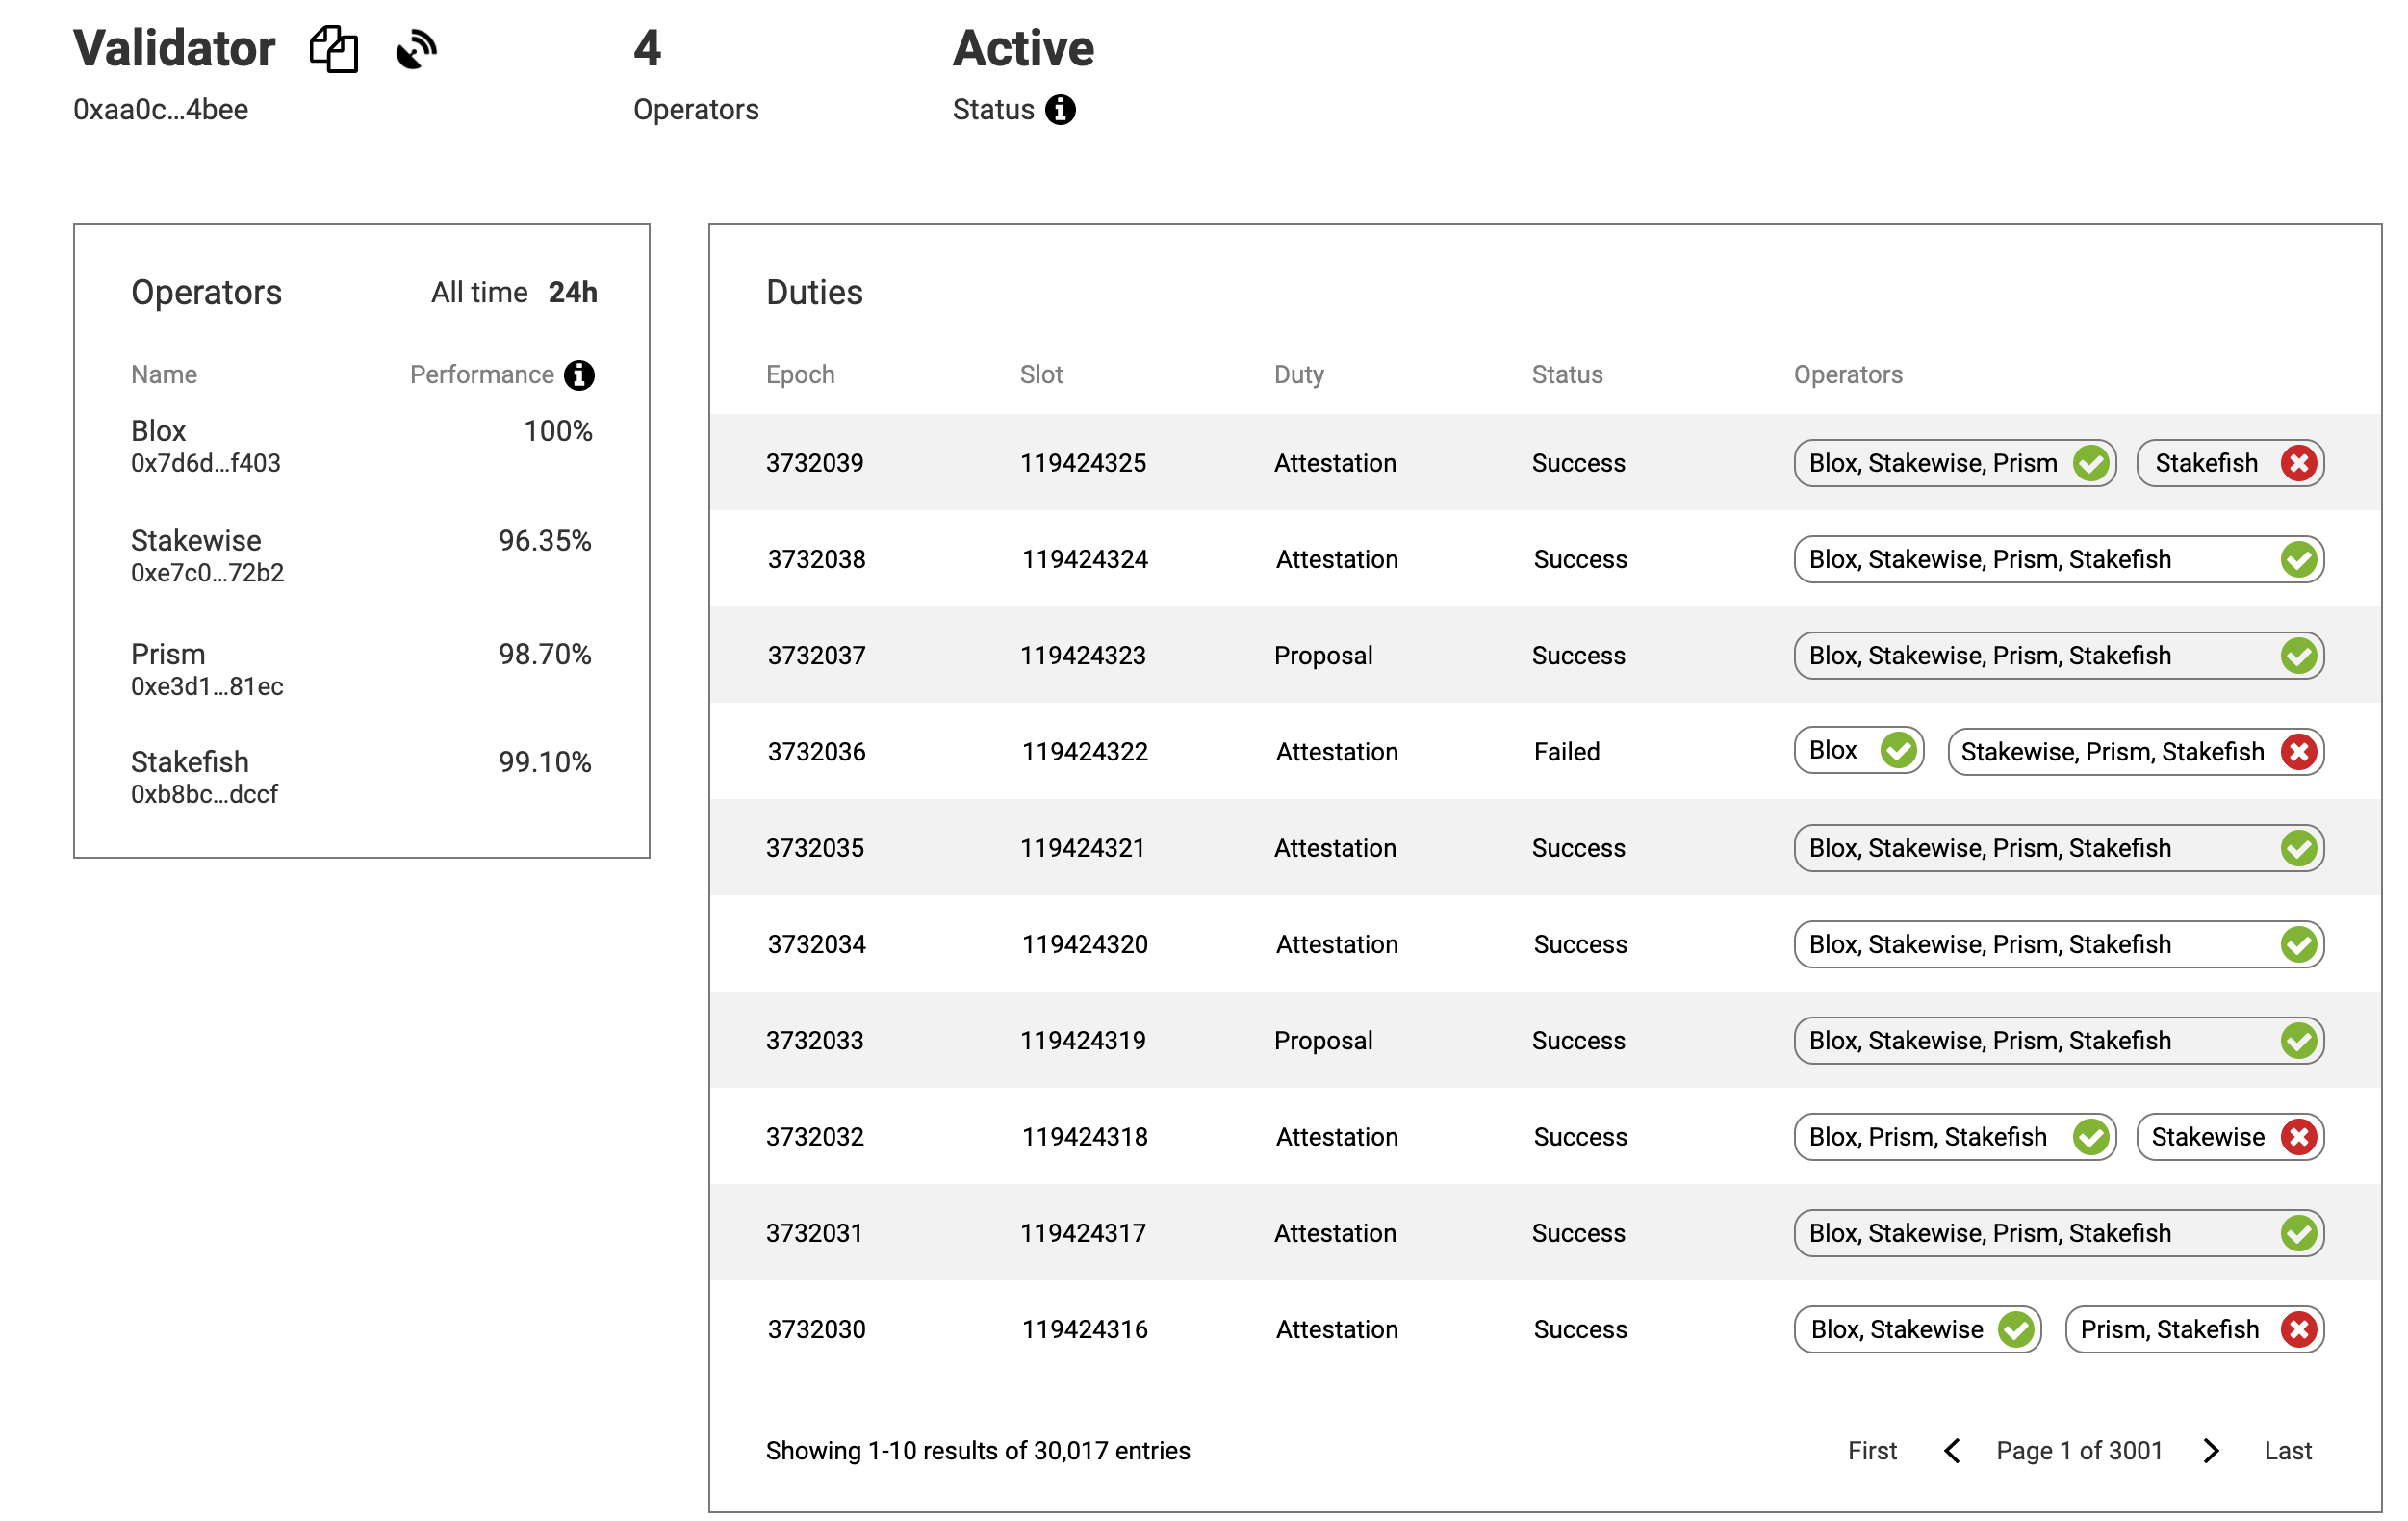 Validator
0xaa0c...4bee
4
Operators
Active
Status
Operators All time 24h
Name Performance
Blox 100%
0x7d6d...f403
Stakewise 96.35%
0xe7c0...72b2
Prism 98.70%
0xe3d1...81ec
Stakefish 99.10%
0xb8bc...dccf
Duties
Epoch Slot Duty Status Operators
3732039 119424325 Attestation Success Blox, Stakewise, Prism Stakefish
3732038 119424324 Attestation Success Blox, Stakewise, Prism, Stakefish
3732037 119424323 Proposal Success Blox, Stakewise, Prism, Stakefish
3732036 119424322 Attestation Failed Blox Stakewise, Prism, Stakefish
3732035 119424321 Attestation Success Blox, Stakewise, Prism, Stakefish
3732034 119424320 Attestation Success Blox, Stakewise, Prism, Stakefish
3732033 119424319 Proposal Success Blox, Stakewise, Prism, Stakefish
3732032 119424318 Attestation Success Blox, Prism, Stakefish Stakewise
3732031 119424317 Attestation Success Blox, Stakewise, Prism, Stakefish
3732030 119424316 Attestation Success Blox, Stakewise Prism, Stakefish
Showing 1-10 results of 30,017 entries First Page 1 of 3001 Last